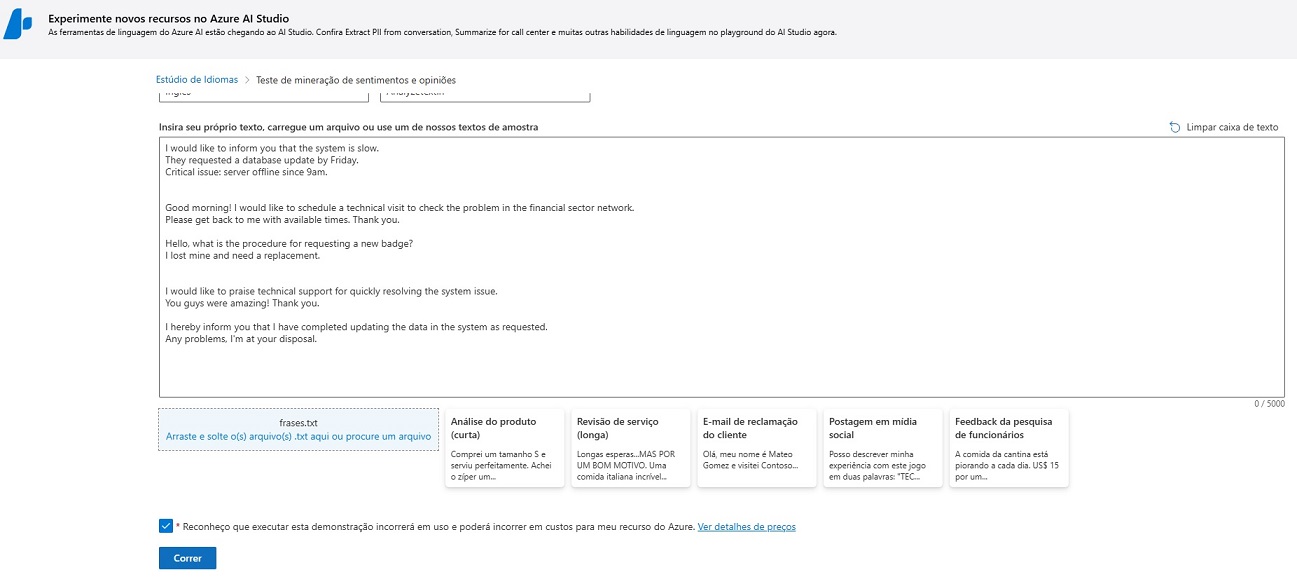 Experimente novos recursos no Azure AI Studio
As ferramentas de linguagem do Azure AI estão chegando ao AI Studio. Confira Extract PII from conversation, Summarize for call center e muitas outras habilidades de linguagem no playground do AI Studio agora.
Estúdio de Idiomas > Teste de mineração de sentimentos e opiniões
Insira seu próprio texto, carregue um arquivo ou use um de nossos textos de amostra
Limpar caixa de texto
I would like to inform you that the system is slow.
They requested a database update by Friday.
Critical issue: server offline since 9am.
Good morning! I would like to schedule a technical visit to check the problem in the financial sector network.
Please get back to me with available times. Thank you.
Hello, what is the procedure for requesting a new badge?
I lost mine and need a replacement.
I would like to praise technical support for quickly resolving the system issue.
You guys were amazing! Thank you.
I hereby inform you that I have completed updating the data in the system as requested.
Any problems, I'm at your disposal.
0 / 5000
frases.txt
Arraste e solte o(s) arquivo(s) .txt aqui ou procure um arquivo
Análise do produto
(curta)
Comprei um tamanho S e
serviu perfeitamente. Achei
o zíper um...
Revisão de serviço
(longa)
Longas esperas...MAS POR
UM BOM MOTIVO. Uma
comida italiana incrível...
E-mail de reclamação
do cliente
Olá, meu nome é Mateo
Gomez e visitei Contoso...
Postagem em mídia
social
Posso descrever minha
experiência com este jogo
em duas palavras: "TEC...
Feedback da pesquisa
de funcionários
A comida da cantina está
piorando a cada dia. US$ 15
por um...
* Reconheço que executar esta demonstração incorrerá em uso e poderá incorrer em custos para meu recurso do Azure. Ver detalhes de preços
Correr